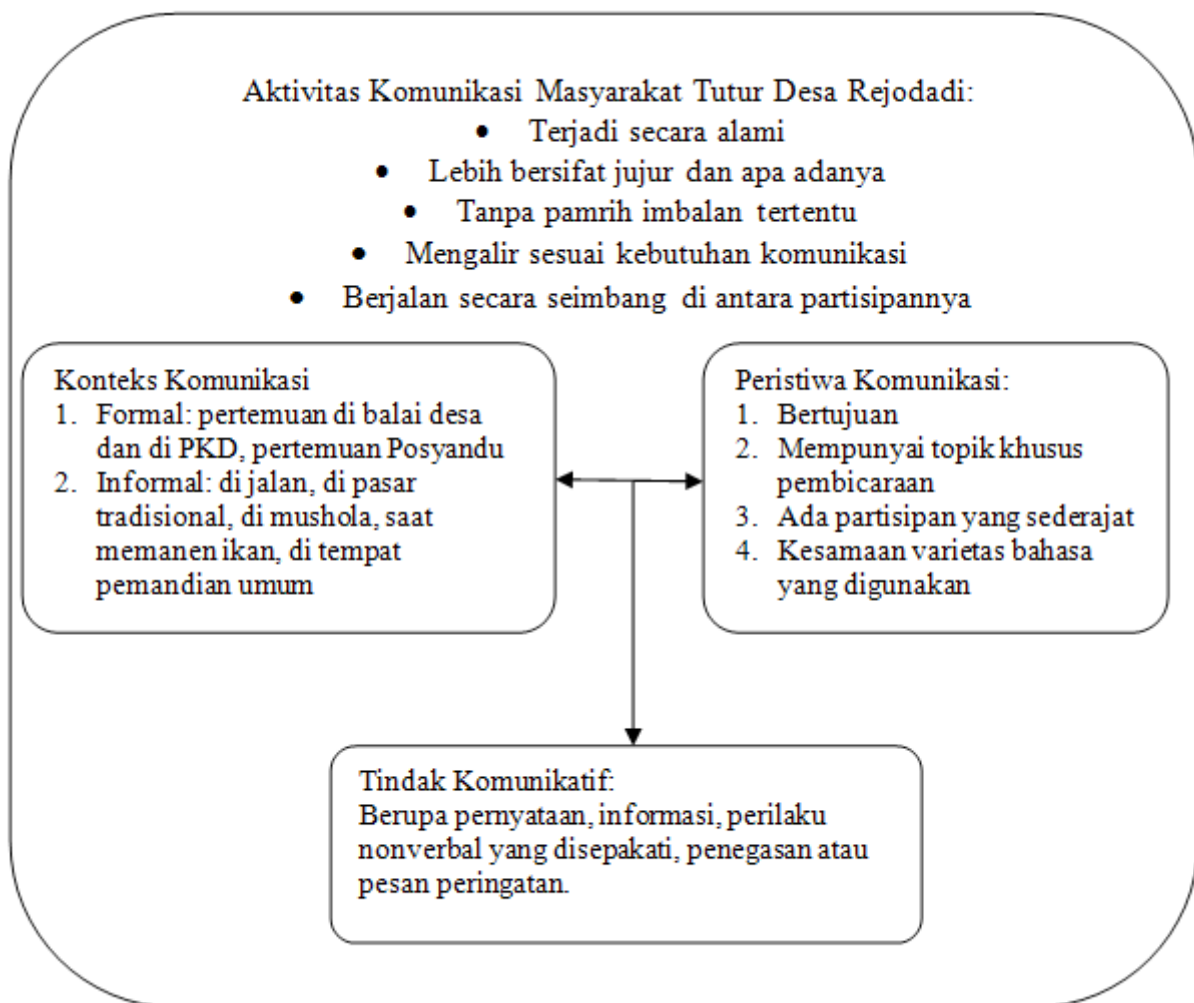 Aktivitas Komunikasi Masyarakat Tutur Desa Rejodadi:
• Terjadi secara alami
• Lebih bersifat jujur dan apa adanya
• Tanpa pamrih imbalan tertentu
• Mengalir sesuai kebutuhan komunikasi
• Berjalan secara seimbang di antara partisipannya
Konteks Komunikasi
1. Formal: pertemuan di balai desa
dan di PKD, pertemuan Posyandu
2. Informal: di jalan, di pasar
tradisional, di mushola, saat
memanen ikan, di tempat
pemandian umum
Peristiwa Komunikasi:
1. Bertujuan
2. Mempunyai topik khusus
pembicaraan
3. Ada partisipan yang sederajat
4. Kesamaan varietas bahasa
yang digunakan
Tindak Komunikatif:
Berupa pernyataan, informasi, perilaku
nonverbal yang disepakati, penegasan atau
pesan peringatan.